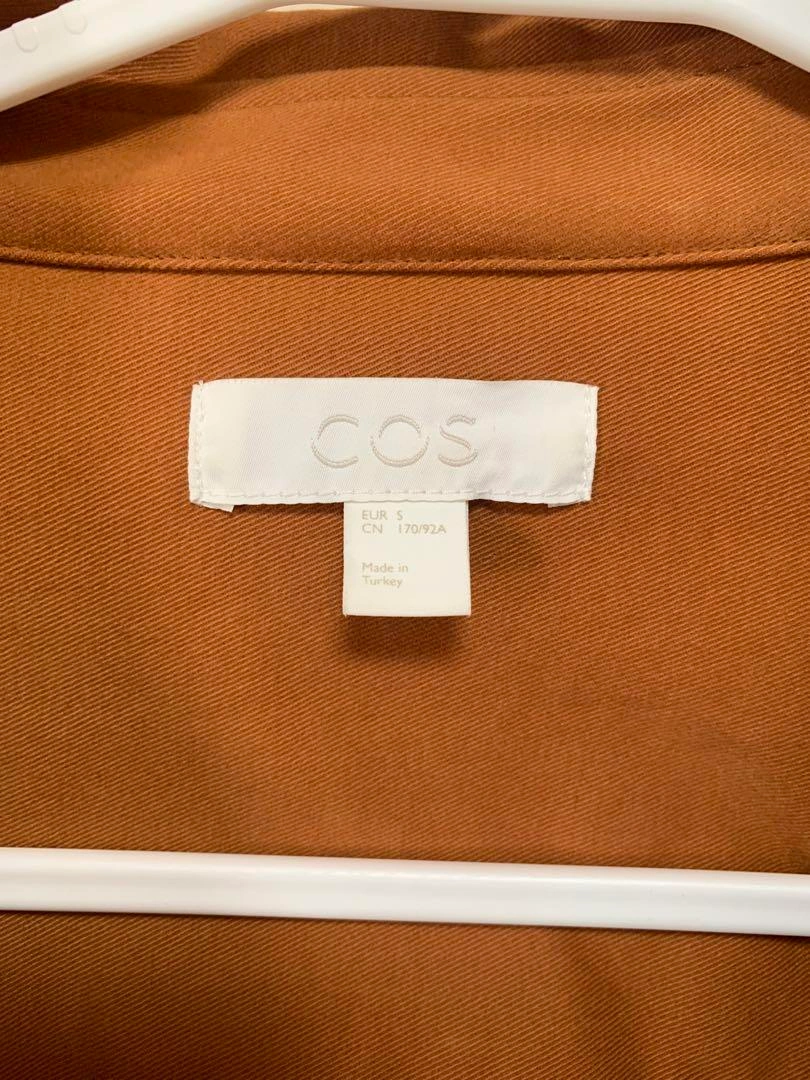 COS
EUR S
CN 170/92A
Made in
Turkey